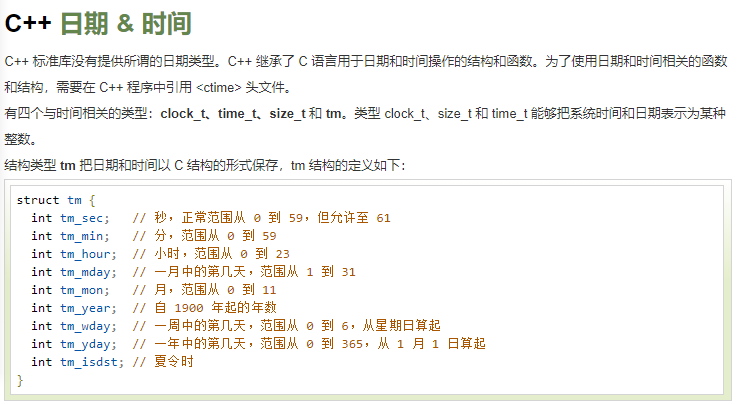 C++ 日期 & 时间
C++ 标准库没有提供所谓的日期类型。C++ 继承了 C 语言用于日期和时间操作的结构和函数。为了使用日期和时间相关的函数
和结构，需要在 C++ 程序中引用 <ctime> 头文件。
有四个与时间相关的类型：clock_t、time_t、size_t 和 tm。类型 clock_t、size_t 和 time_t 能够把系统时间和日期表示为某种
整数。
结构类型 tm 把日期和时间以 C 结构的形式保存，tm 结构的定义如下：
struct tm {
  int tm_sec;   // 秒，正常范围从 0 到 59，但允许至 61
  int tm_min;   // 分，范围从 0 到 59
  int tm_hour;  // 小时，范围从 0 到 23
  int tm_mday;  // 一月中的第几天，范围从 1 到 31
  int tm_mon;   // 月，范围从 0 到 11
  int tm_year;  // 自 1900 年起的年数
  int tm_wday;  // 一周中的第几天，范围从 0 到 6，从星期日算起
  int tm_yday;  // 一年中的第几天，范围从 0 到 365，从 1 月 1 日算起
  int tm_isdst; // 夏令时
}